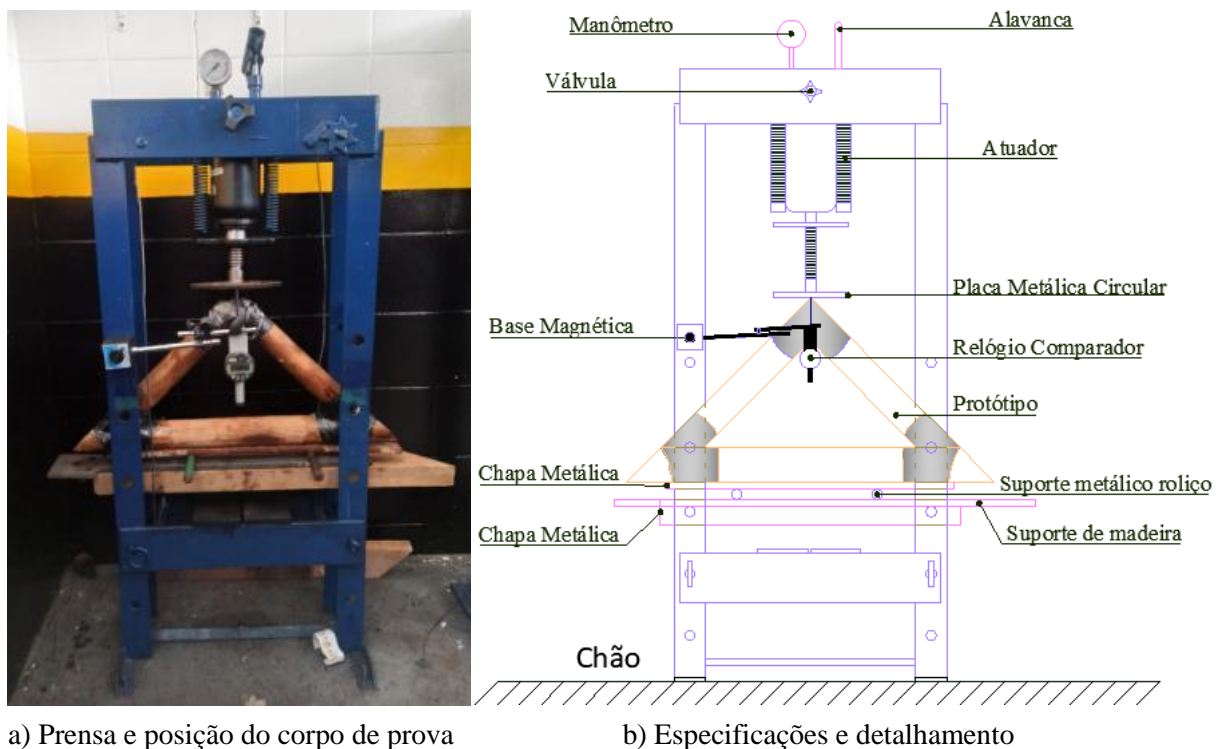 Manômetro
Alavanca
Válvula
Atuador
Placa Metálica Circular
Base Magnética
Relógio Comparador
Protótipo
Chapa Metálica
Suporte metálico roliço
Chapa Metálica
Suporte de madeira
Chão
a) Prensa e posição do corpo de prova
b) Especificações e detalhamento